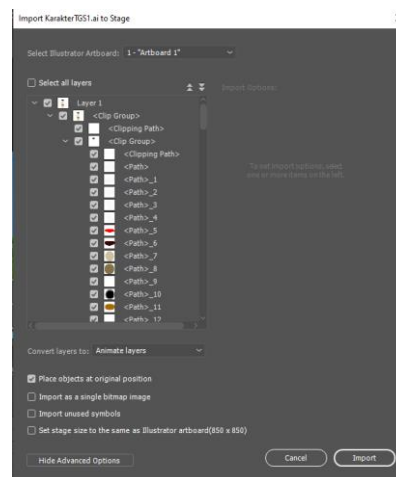 Import KarakterTGS1.ai to Stage
Select Illustrator Artboard: 1 - "Artboard 1"
Select all layers
Import Options:
Layer 1
<Clip Group>
<Clipping Path>
<Clip Group>
<Clipping Path>
<Path>
<Path>_1
<Path>_2
<Path>_3
<Path>_4
<Path>_5
<Path>_6
<Path>_7
<Path>_8
<Path>_9
<Path>_10
<Path>_11
<Path>_12
To set import options, select
one or more items on the left.
Convert layers to: Animate layers
Place objects at original position
Import as a single bitmap image
Import unused symbols
Set stage size to the same as Illustrator artboard(850 x 850)
Hide Advanced Options
Cancel
Import